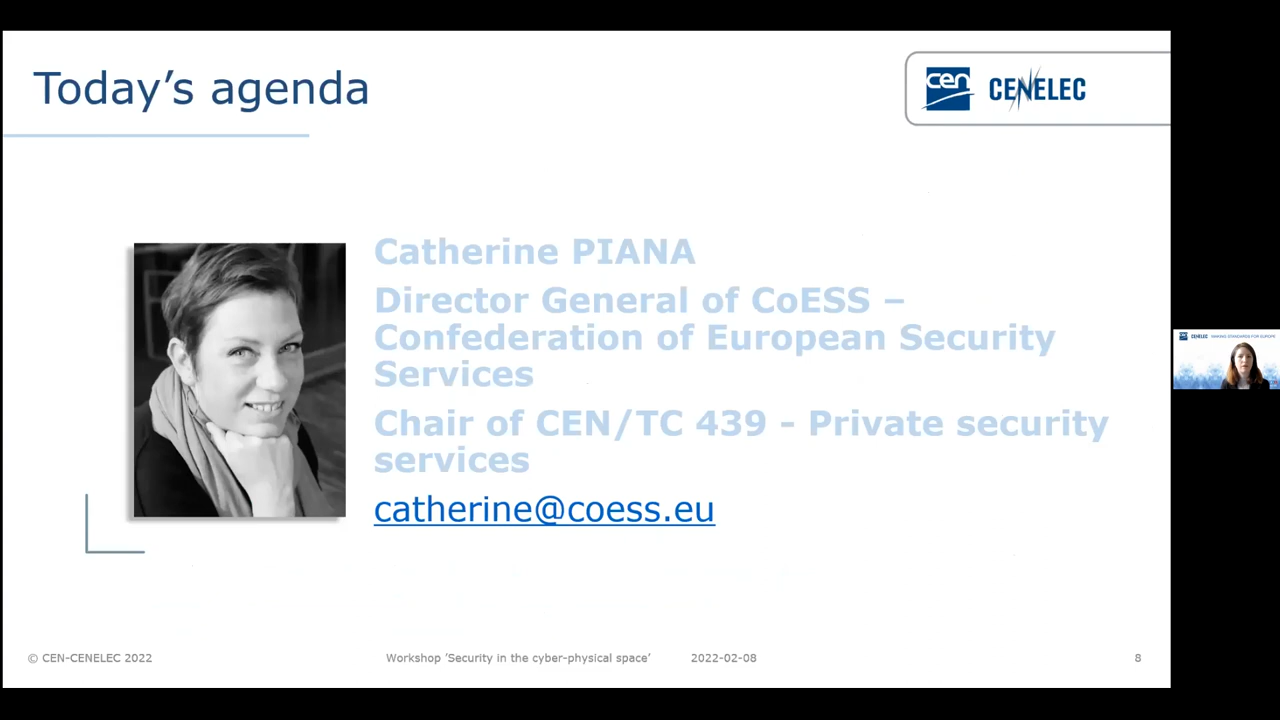 Today's agenda
cen
CENELEC
Catherine PIANA
Director General of CoESS –
Confederation of European Security
Services
Chair of CEN/TC 439 - Private security
services
catherine@coess.eu
CENELEC
© CEN-CENELEC 2022
Workshop ‘Security in the cyber-physical space’
2022-02-08
8